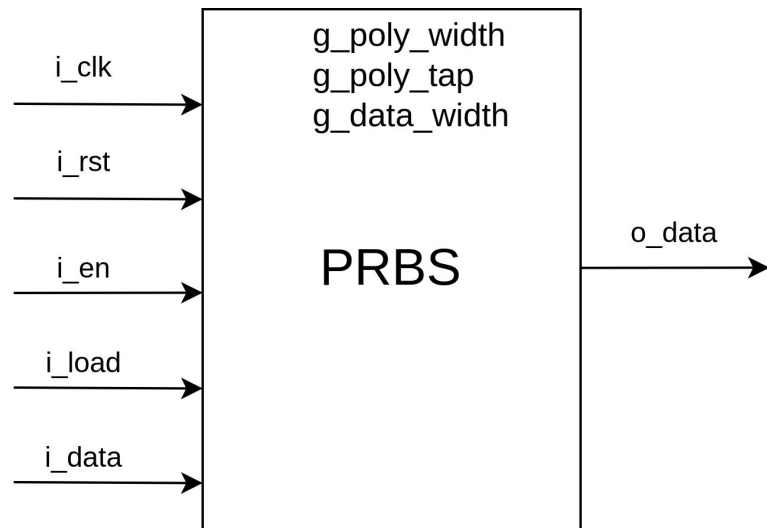 g_poly_width
g_poly_tap
g_data_width
i_clk
i_rst
i_en
i_load
i_data
PRBS
o_data